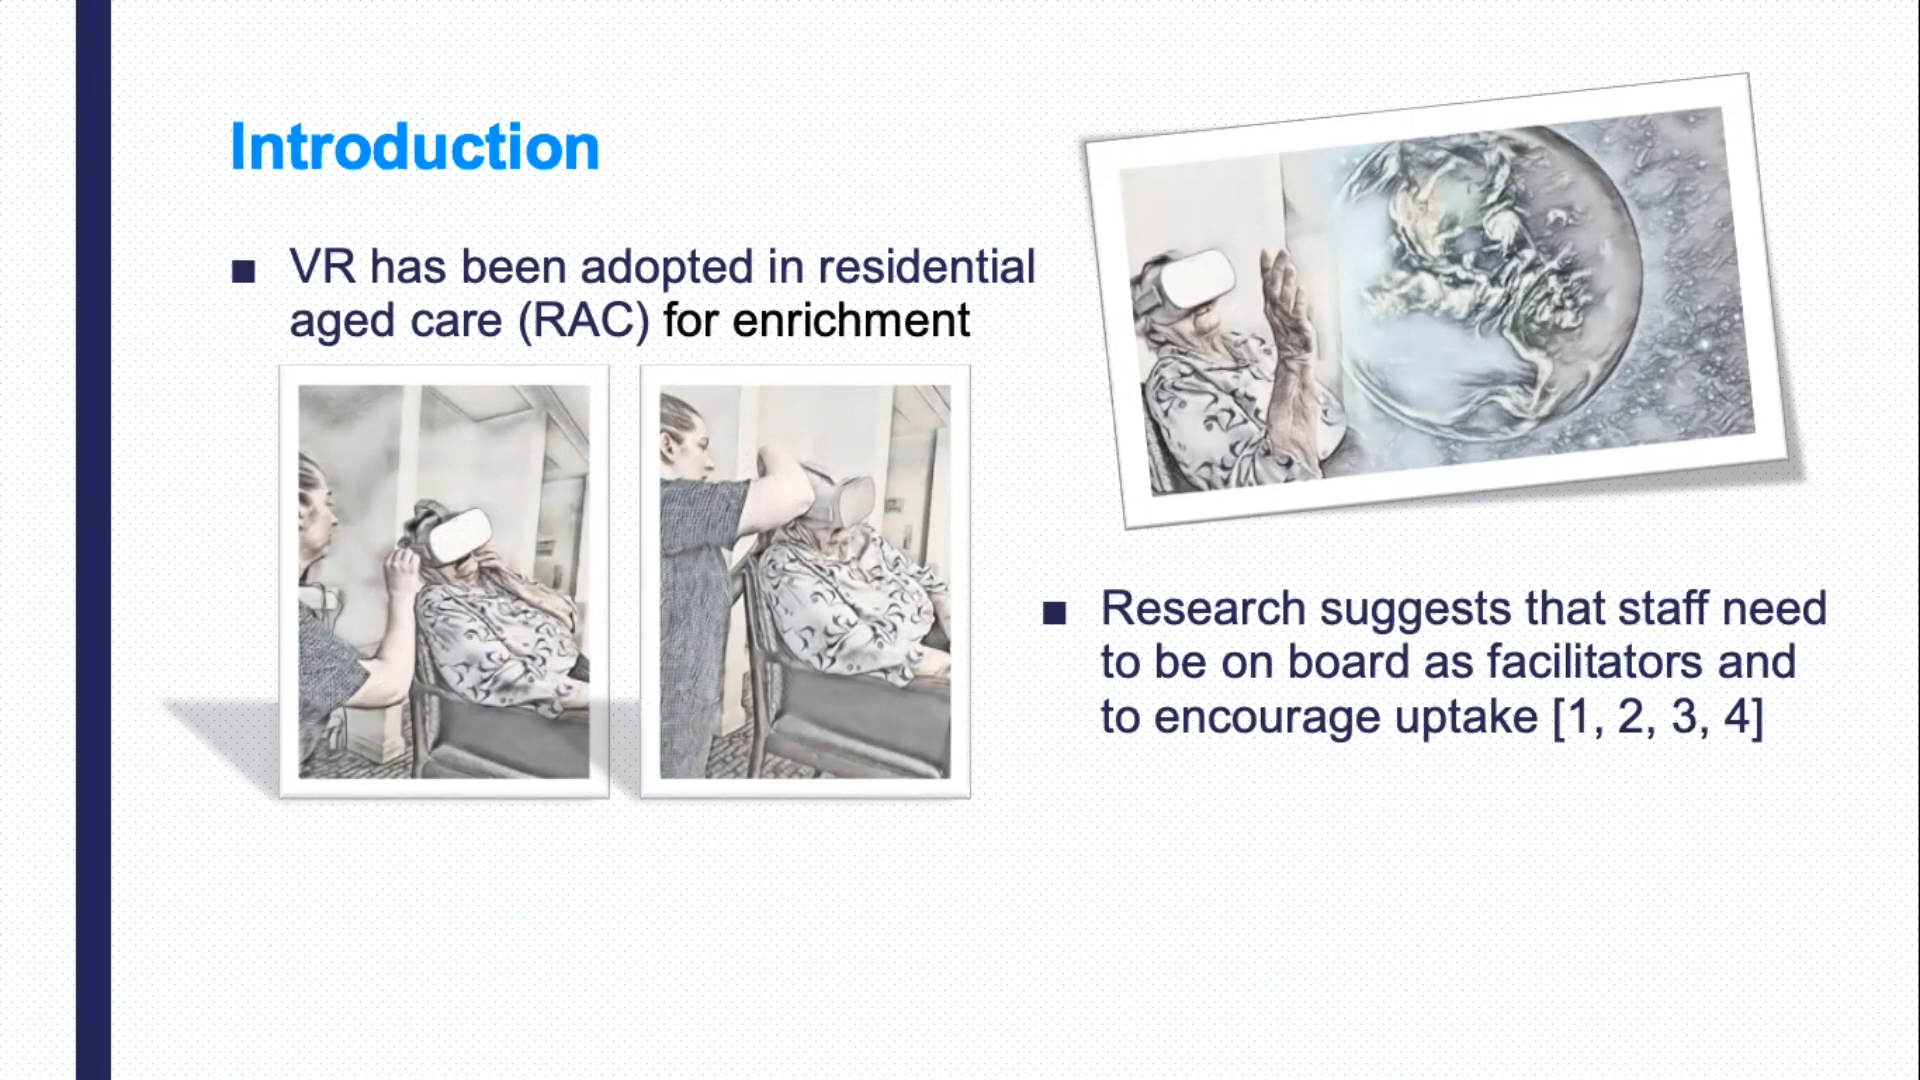 Introduction
■ VR has been adopted in residential
aged care (RAC) for enrichment
■ Research suggests that staff need
to be on board as facilitators and
to encourage uptake [1, 2, 3, 4]